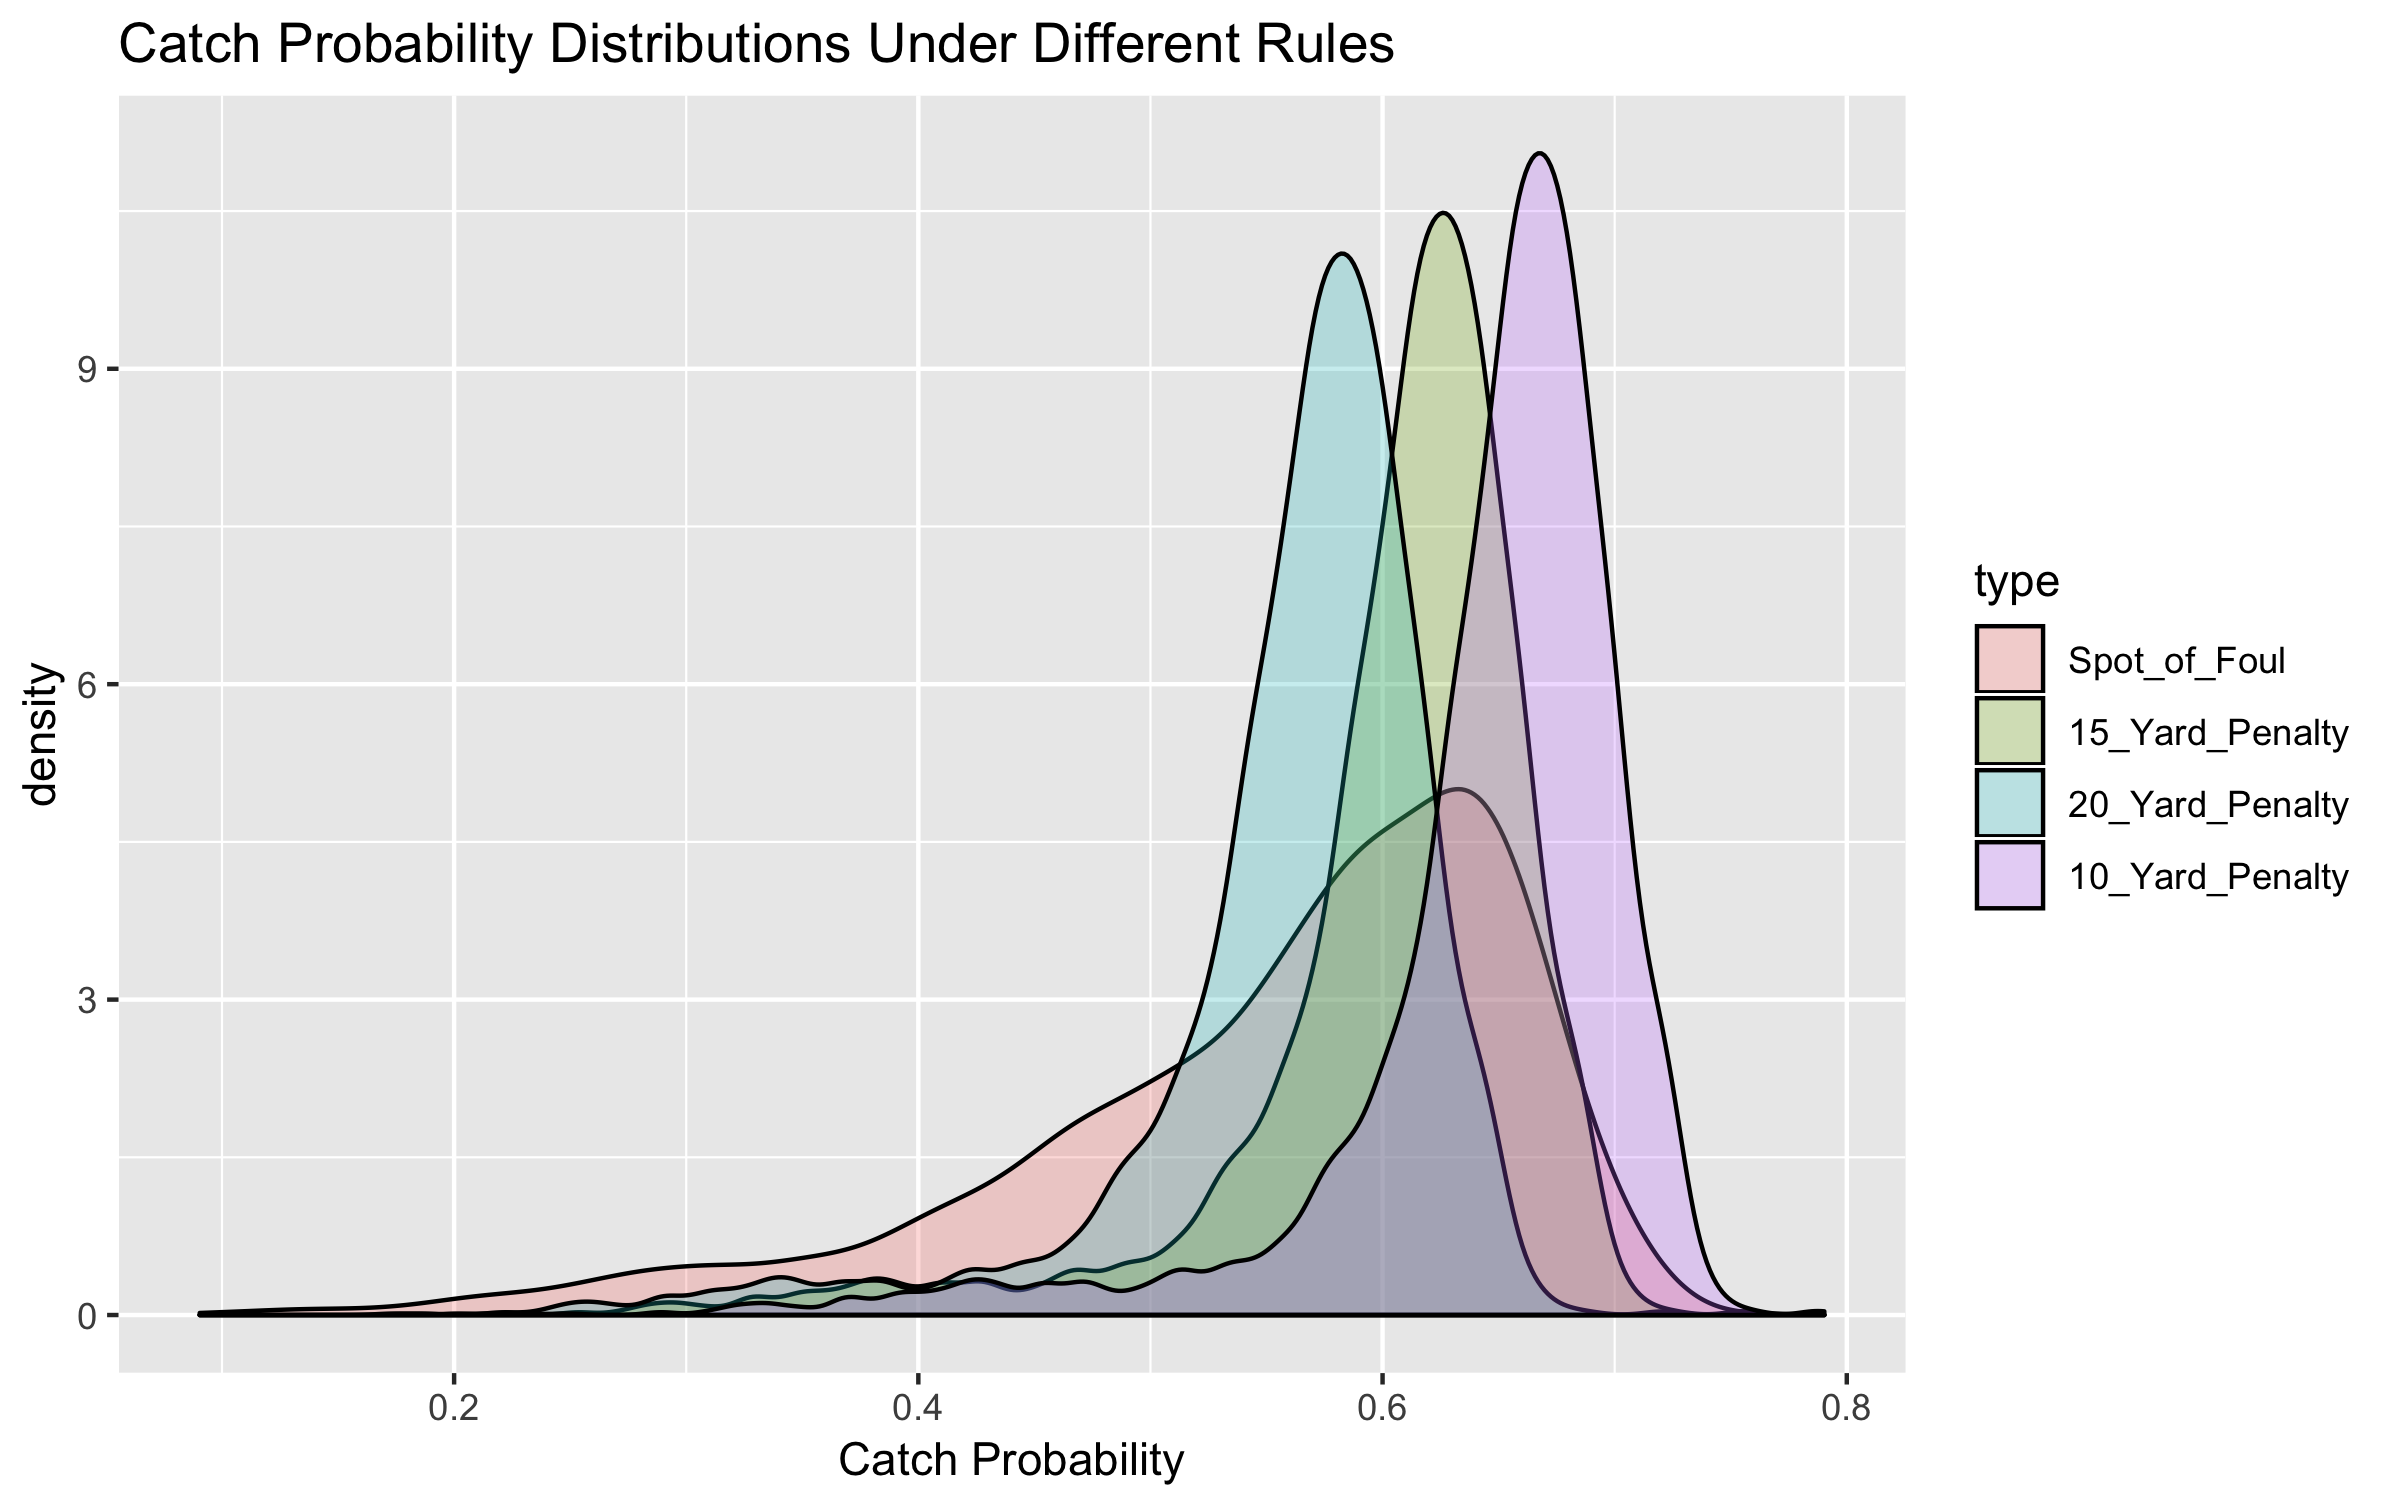 Catch Probability Distributions Under Different Rules
density
9
6
3
0
0.2
0.4
0.6
0.8
Catch Probability
type
Spot_of_Foul
15_Yard_Penalty
20_Yard_Penalty
10_Yard_Penalty